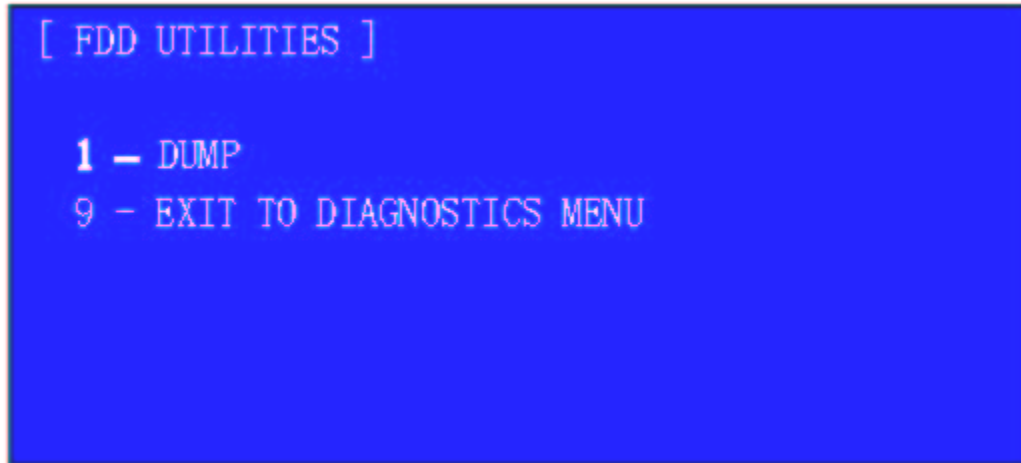 [ FDD UTILITIES ]
1 - DUMP
9 - EXIT TO DIAGNOSTICS MENU